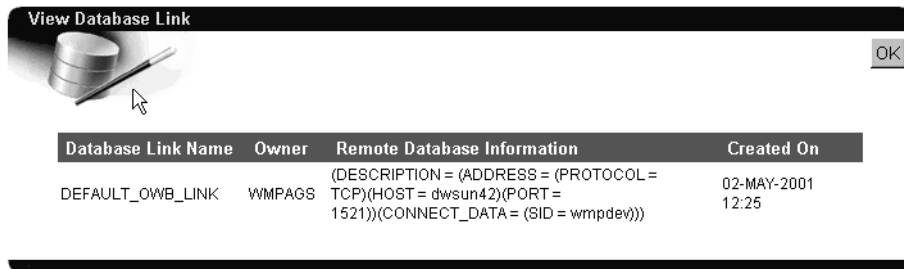 View Database Link
OK
Database Link Name Owner Remote Database Information Created On
(DESCRIPTION = (ADDRESS = (PROTOCOL =
DEFAULT_OWB_LINK WMPAGS TCP)(HOST = dwsun42)(PORT = 02-MAY-2001
1521))(CONNECT_DATA = (SID = wmpdev))) 12:25